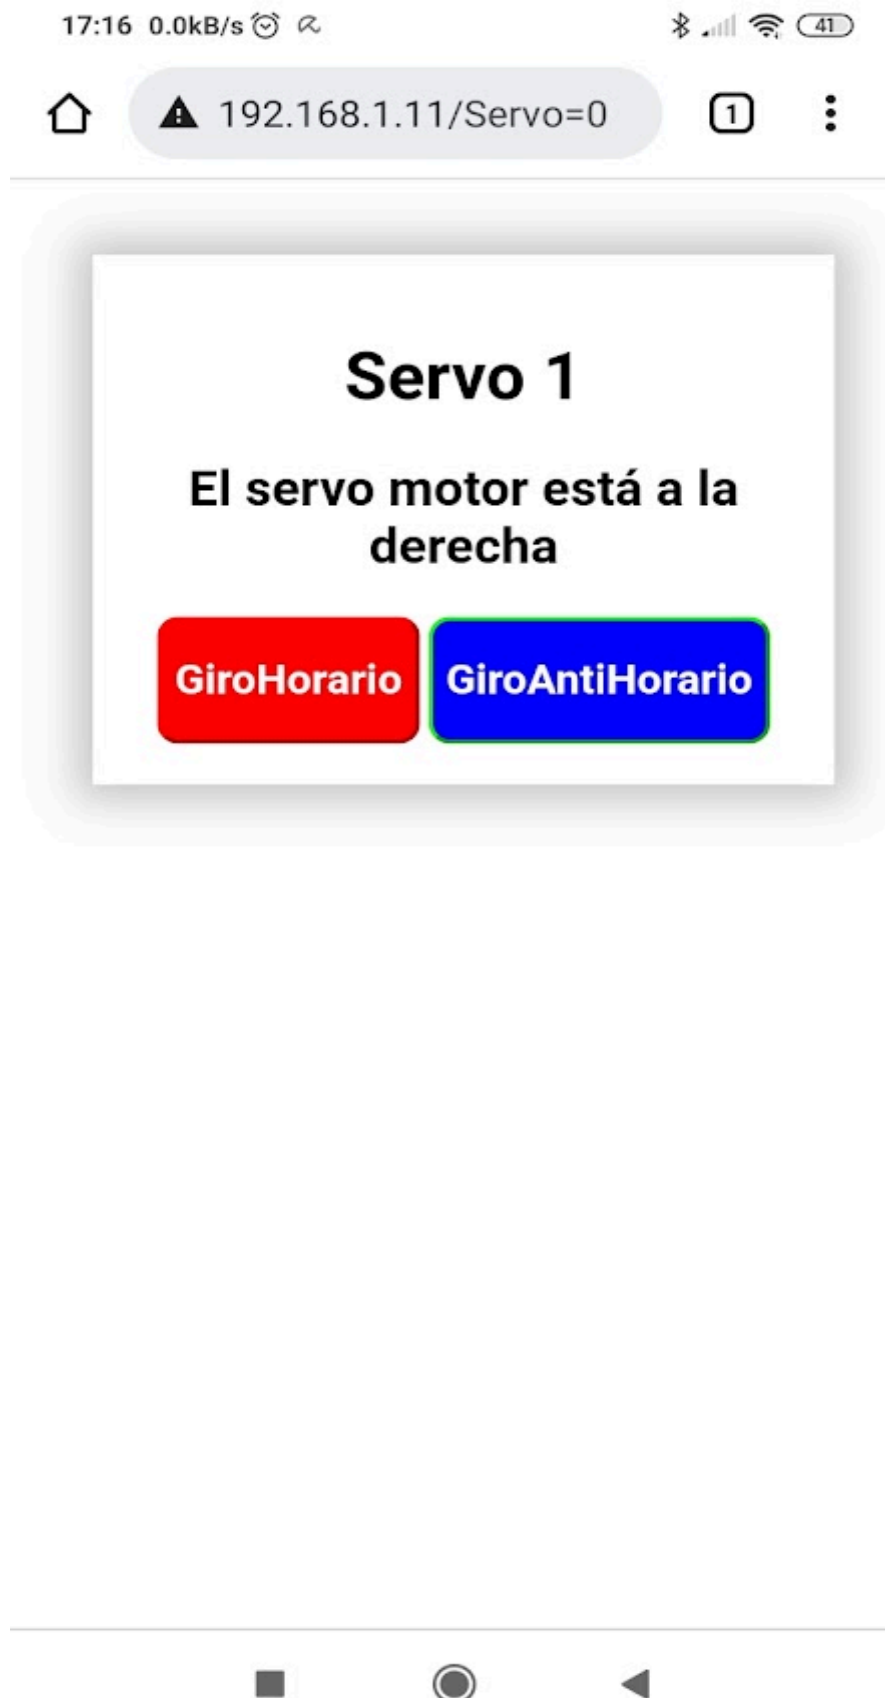 17:16 0.0kB/s 41
192.168.1.11/Servo=0 1
Servo 1
El servo motor está a la
derecha
GiroHorario GiroAntiHorario